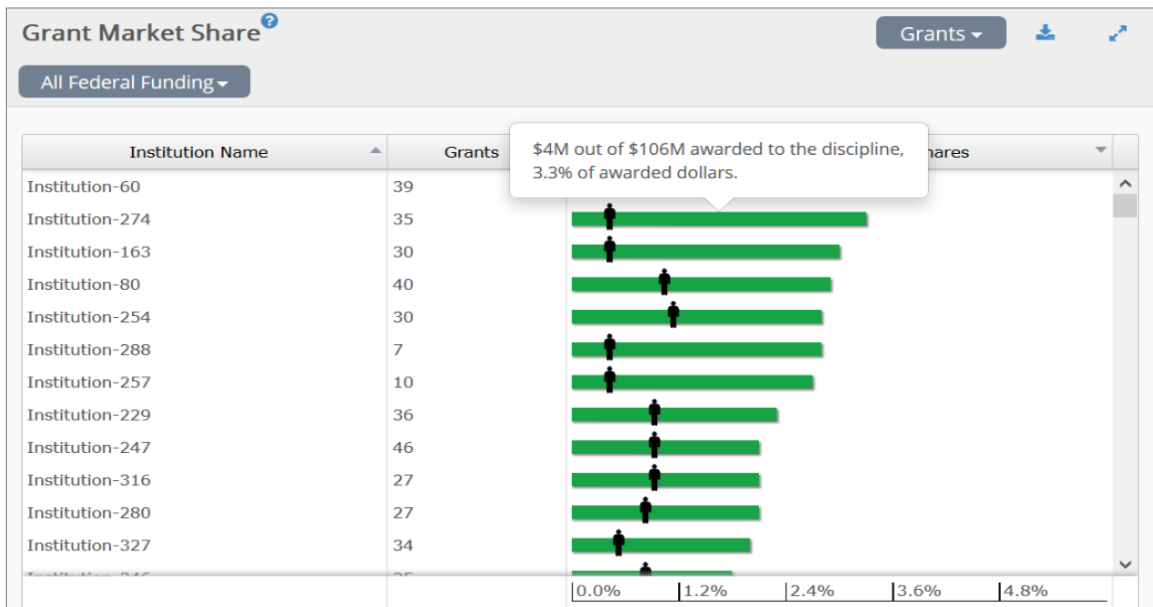 Grant Market Share?
Grants
All Federal Funding
$4M out of $106M awarded to the discipline,
3.3% of awarded dollars.
Institution Name Grants hares
Institution-60 39
Institution-274 35
Institution-163 30
Institution-80 40
Institution-254 30
Institution-288 7
Institution-257 10
Institution-229 36
Institution-247 46
Institution-316 27
Institution-280 27
Institution-327 34
0.0% 1.2% 2.4% 3.6% 4.8%